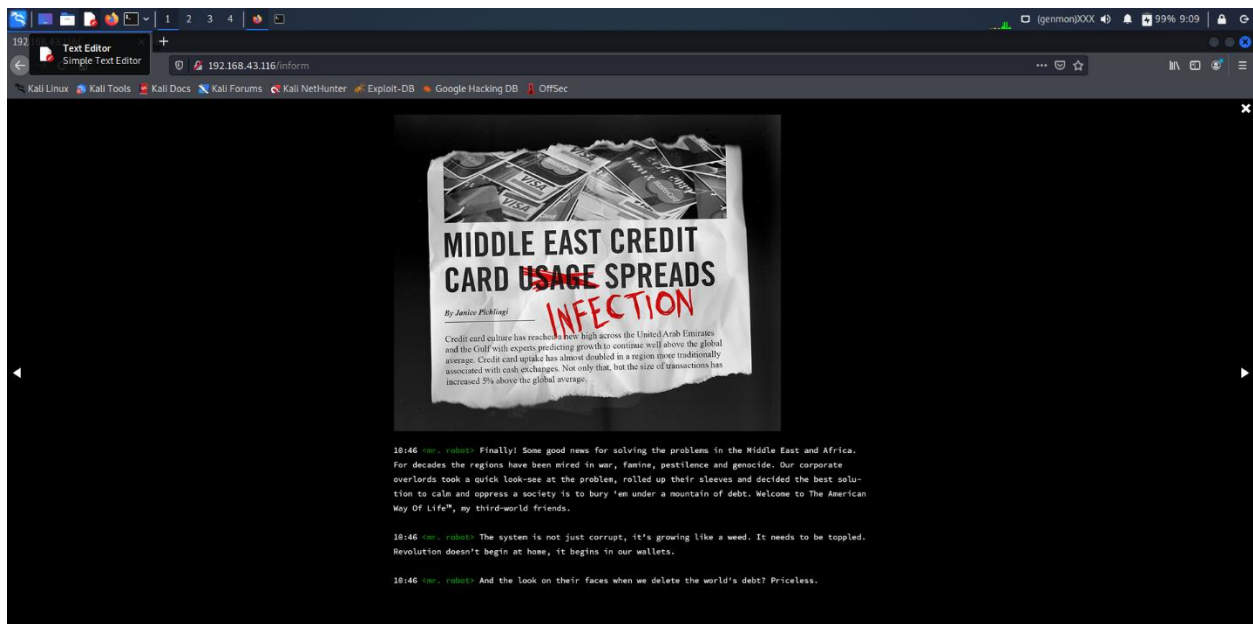 1 2 3 4
(genmon)XXX 99% 9:09
192.168.43.116/
Text Editor
Simple Text Editor
192.168.43.116/inform
Kali Linux Kali Tools Kali Docs Kali Forums Kali NetHunter Exploit-DB Google Hacking DB OffSec
VISA
VISA
MIDDLE EAST CREDIT
CARD USAGE SPREADS
INFECTION
By Janice Picklingi
Credit card culture has reached a new high across the United Arab Emirates
and the Gulf with experts predicting growth to continue well above the global
average. Credit card uptake has almost doubled in a region more traditionally
associated with cash exchanges. Not only that, but the size of transactions has
increased 5% above the global average.
10:46 <mr. robot> Finally! Some good news for solving the problems in the Middle East and Africa.
For decades the regions have been mired in war, famine, pestilence and genocide. Our corporate
overlords took a quick look-see at the problem, rolled up their sleeves and decided the best solu-
tion to calm and oppress a society is to bury 'em under a mountain of debt. Welcome to The American
Way Of Life™, my third-world friends.
10:46 <mr. robot> The system is not just corrupt, it's growing like a weed. It needs to be toppled.
Revolution doesn't begin at home, it begins in our wallets.
10:46 <mr. robot> And the look on their faces when we delete the world's debt? Priceless.